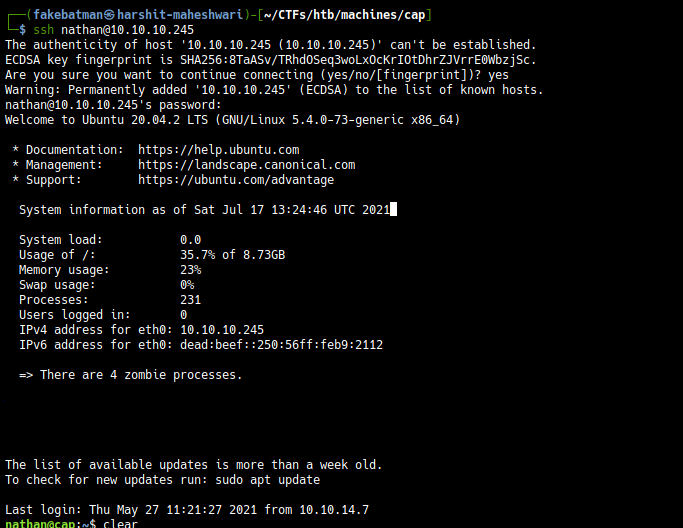 ┌──(fakebatman㉿harshit-maheshwari)-[~/CTFs/htb/machines/cap]
└─$ ssh nathan@10.10.10.245
The authenticity of host '10.10.10.245 (10.10.10.245)' can't be established.
ECDSA key fingerprint is SHA256:8TaASv/TRhdOSeq3woLxOcKrIOtDhrZJVrrE0WbzjSc.
Are you sure you want to continue connecting (yes/no/[fingerprint])? yes
Warning: Permanently added '10.10.10.245' (ECDSA) to the list of known hosts.
nathan@10.10.10.245's password:
Welcome to Ubuntu 20.04.2 LTS (GNU/Linux 5.4.0-73-generic x86_64)
* Documentation:  https://help.ubuntu.com
* Management:     https://landscape.canonical.com
* Support:        https://ubuntu.com/advantage
System information as of Sat Jul 17 13:24:46 UTC 2021
System load:           0.0
Usage of /:            35.7% of 8.73GB
Memory usage:          23%
Swap usage:            0%
Processes:             231
Users logged in:       0
IPv4 address for eth0: 10.10.10.245
IPv6 address for eth0: dead:beef::250:56ff:feb9:2112
=> There are 4 zombie processes.
The list of available updates is more than a week old.
To check for new updates run: sudo apt update
Last login: Thu May 27 11:21:27 2021 from 10.10.14.7
nathan@cap:~$ clear